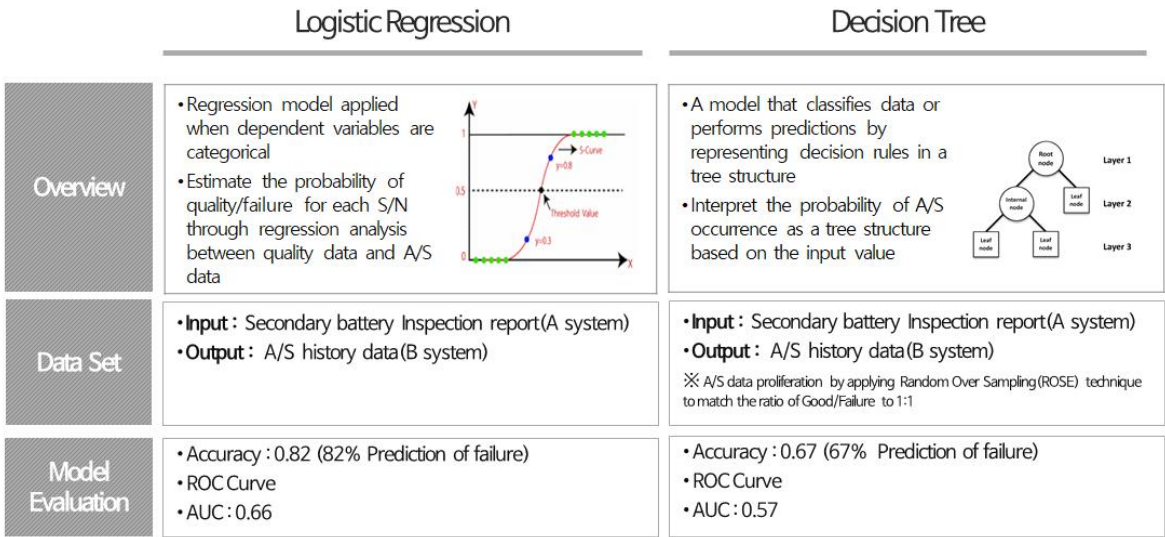 Logistic Regression
Decision Tree
Overview
•Regression model applied
when dependent variables are
categorical
•Estimate the probability of
quality/failure for each S/N
through regression analysis
between quality data and A/S
data
Y
1
S-Curve
y=0.8
0.5
Threshold Value
y=0.3
0
X
•A model that classifies data or
performs predictions by
representing decision rules in a
tree structure
•Interpret the probability of A/S
occurrence as a tree structure
based on the input value
Root
node
Layer 1
Internal
node
Leaf
node
Layer 2
Leaf
node
Leaf
node
Layer 3
Data Set
•Input : Secondary battery Inspection report(A system)
•Output : A/S history data(B system)
•Input : Secondary battery Inspection report(A system)
•Output : A/S history data(B system)
※ A/S data proliferation by applying Random Over Sampling(ROSE) technique
to match the ratio of Good/Failure to 1:1
Model
Evaluation
•Accuracy : 0.82 (82% Prediction of failure)
•ROC Curve
•AUC : 0.66
•Accuracy : 0.67 (67% Prediction of failure)
•ROC Curve
•AUC : 0.57